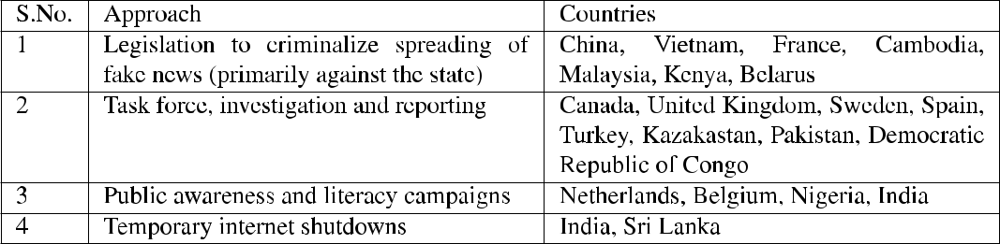 S.No. Approach Countries
1 Legislation to criminalize spreading of China, Vietnam, France, Cambodia,
fake news (primarily against the state) Malaysia, Kenya, Belarus
2 Task force, investigation and reporting Canada, United Kingdom, Sweden, Spain,
Turkey, Kazakastan, Pakistan, Democratic
Republic of Congo
3 Public awareness and literacy campaigns Netherlands, Belgium, Nigeria, India
4 Temporary internet shutdowns India, Sri Lanka